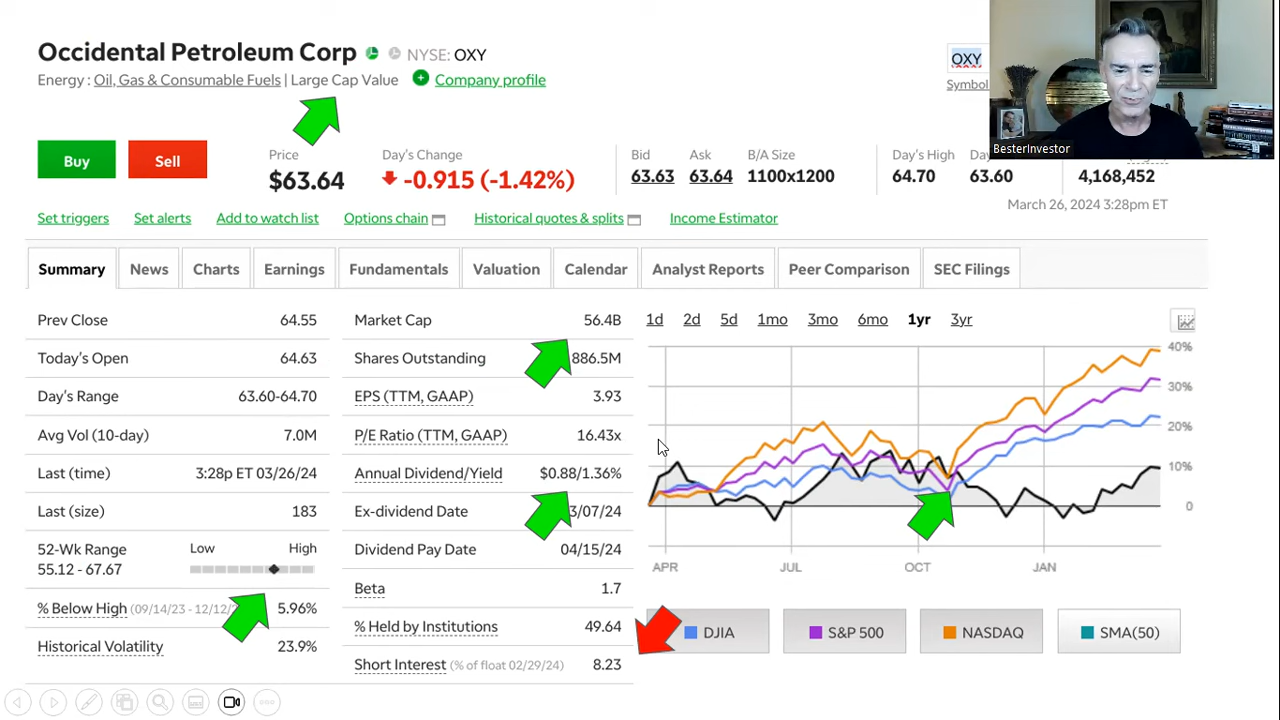 Occidental Petroleum Corp NYSE: OXY
Energy : Oil, Gas & Consumable Fuels | Large Cap Value Company profile
OXY
Symbol
BesterInvestor
Buy Sell
Price
$63.64
Day's Change
-0.915 (-1.42%)
Bid
63.63
Ask
63.64
B/A Size
1100x1200
Day's High
64.70
63.60
4,168,452
March 26, 2024 3:28pm ET
Set triggers Set alerts Add to watch list Options chain Historical quotes & splits Income Estimator
Summary News Charts Earnings Fundamentals Valuation Calendar Analyst Reports Peer Comparison SEC Filings
Prev Close 64.55
Today's Open 64.63
Day's Range 63.60-64.70
Avg Vol (10-day) 7.0M
Last (time) 3:28p ET 03/26/24
Last (size) 183
52-Wk Range Low High
55.12 - 67.67
% Below High (09/14/23 - 12/12/ 5.96%
Historical Volatility 23.9%
Market Cap 56.4B
Shares Outstanding 886.5M
EPS (TTM, GAAP) 3.93
P/E Ratio (TTM, GAAP) 16.43x
Annual Dividend/Yield $0.88/1.36%
Ex-dividend Date 3/07/24
Dividend Pay Date 04/15/24
Beta 1.7
% Held by Institutions 49.64
Short Interest (% of float 02/29/24) 8.23
1d 2d 5d 1mo 3mo 6mo 1yr 3yr
40%
30%
20%
10%
0
APR JUL OCT JAN
DJIA S&P 500 NASDAQ SMA(50)